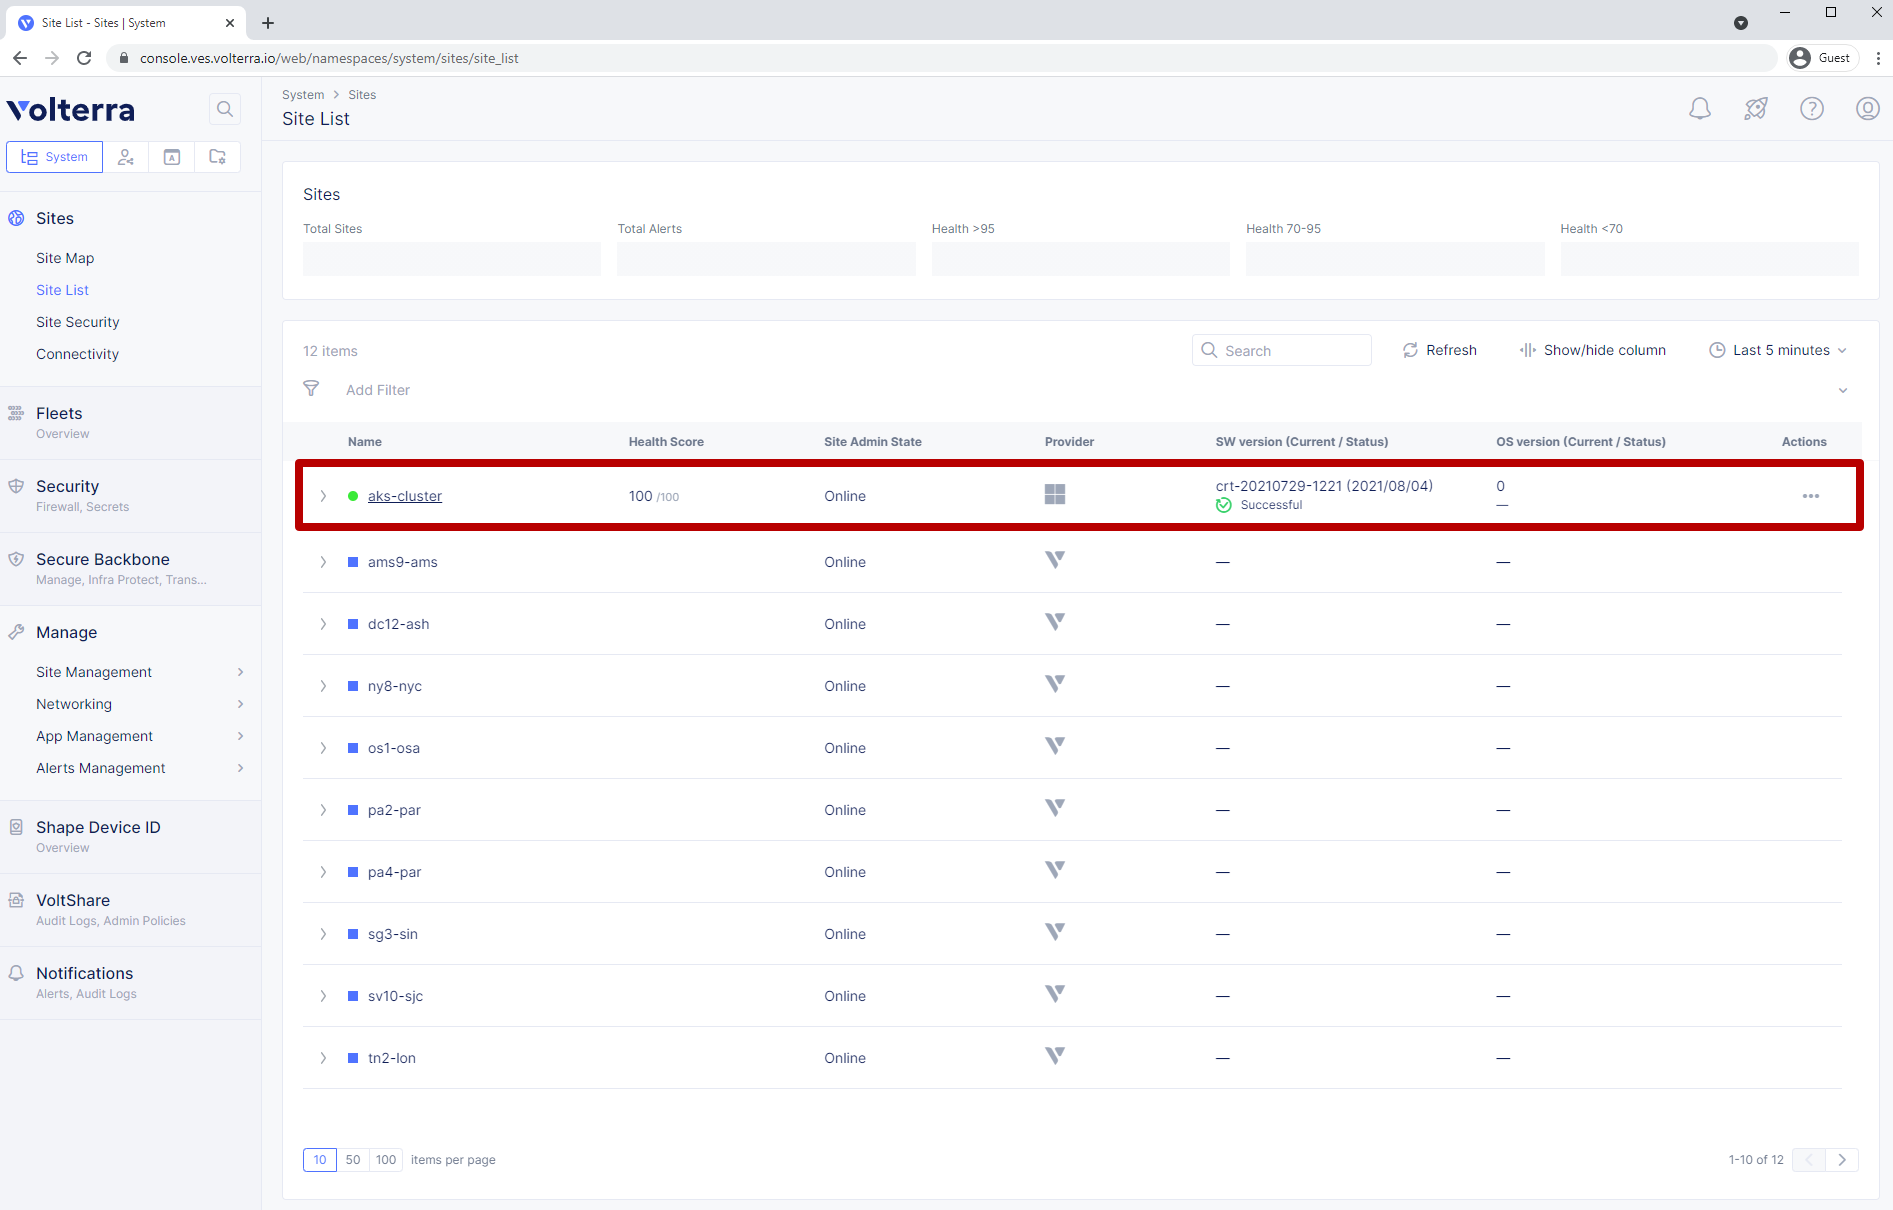 Site List - Sites | System
console.ves.volterra.io/web/namespaces/system/sites/site_list
Guest
Volterra
System
Sites
Site Map
Site List
Site Security
Connectivity
Fleets
Overview
Security
Firewall, Secrets
Secure Backbone
Manage, Infra Protect, Trans...
Manage
Site Management
Networking
App Management
Alerts Management
Shape Device ID
Overview
VoltShare
Audit Logs, Admin Policies
Notifications
Alerts, Audit Logs
System > Sites
Site List
Sites
Total Sites Total Alerts Health >95 Health 70-95 Health <70
12 items Search Refresh Show/hide column Last 5 minutes
Add Filter
Name Health Score Site Admin State Provider SW version (Current / Status) OS version (Current / Status) Actions
aks-cluster 100 /100 Online crt-20210729-1221 (2021/08/04) 0
Successful —
ams9-ams Online — —
dc12-ash Online — —
ny8-nyc Online — —
os1-osa Online — —
pa2-par Online — —
pa4-par Online — —
sg3-sin Online — —
sv10-sjc Online — —
tn2-lon Online — —
10 50 100 items per page 1-10 of 12